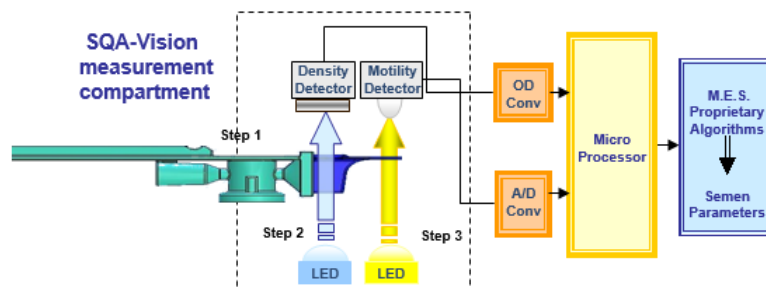 SQA-Vision
measurement
compartment
Density
Detector
Motility
Detector
Step 1
Step 2
Step 3
LED
LED
OD
Conv
A/D
Conv
Micro
Processor
M.E.S.
Proprietary
Algorithms
Semen
Parameters